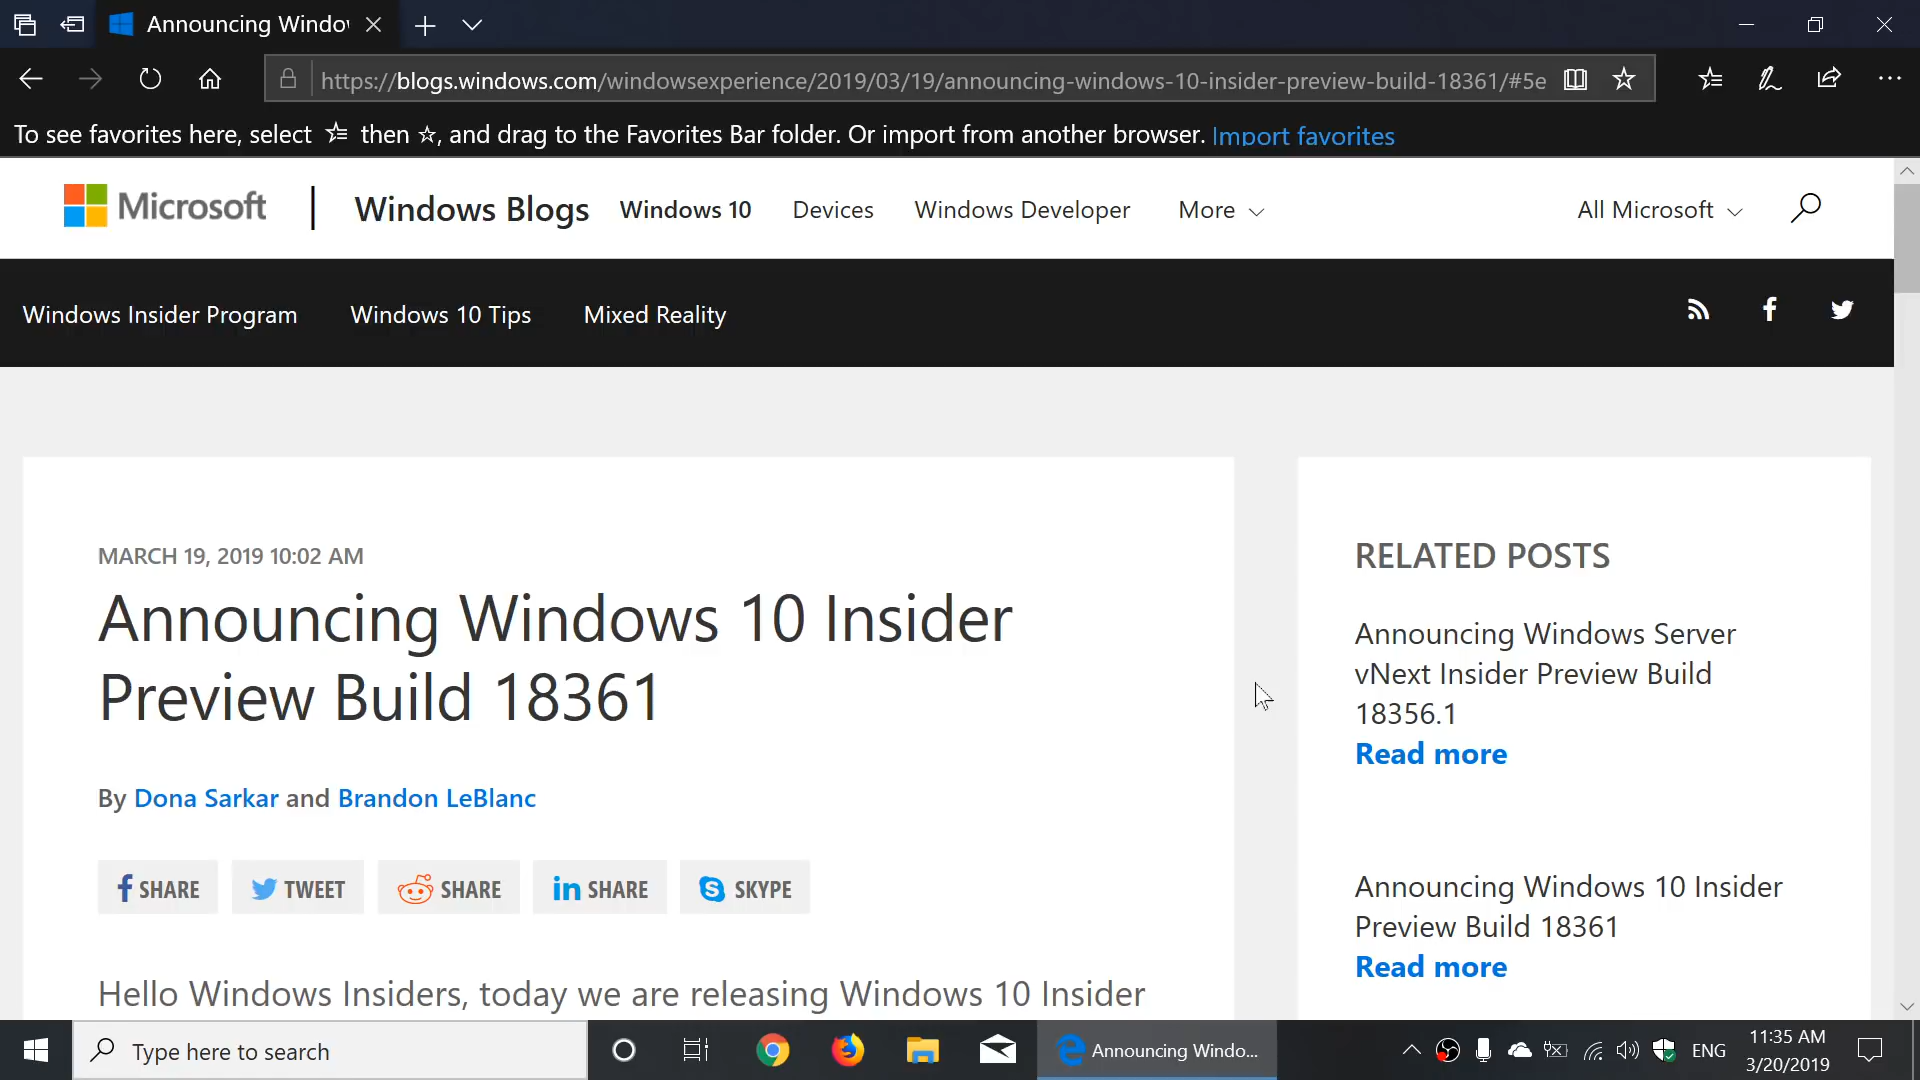 Announcing Windo
https://blogs.windows.com/windowsexperience/2019/03/19/announcing-windows-10-insider-preview-build-18361/#5e
To see favorites here, select then ☆, and drag to the Favorites Bar folder. Or import from another browser. Import favorites
Microsoft | Windows Blogs Windows 10 Devices Windows Developer More All Microsoft
Windows Insider Program Windows 10 Tips Mixed Reality
MARCH 19, 2019 10:02 AM
Announcing Windows 10 Insider
Preview Build 18361
By Dona Sarkar and Brandon LeBlanc
SHARE TWEET SHARE in SHARE SKYPE
Hello Windows Insiders, today we are releasing Windows 10 Insider
RELATED POSTS
Announcing Windows Server
vNext Insider Preview Build
18356.1
Read more
Announcing Windows 10 Insider
Preview Build 18361
Read more
Type here to search
Announcing Windo...
ENG
11:35 AM
3/20/2019